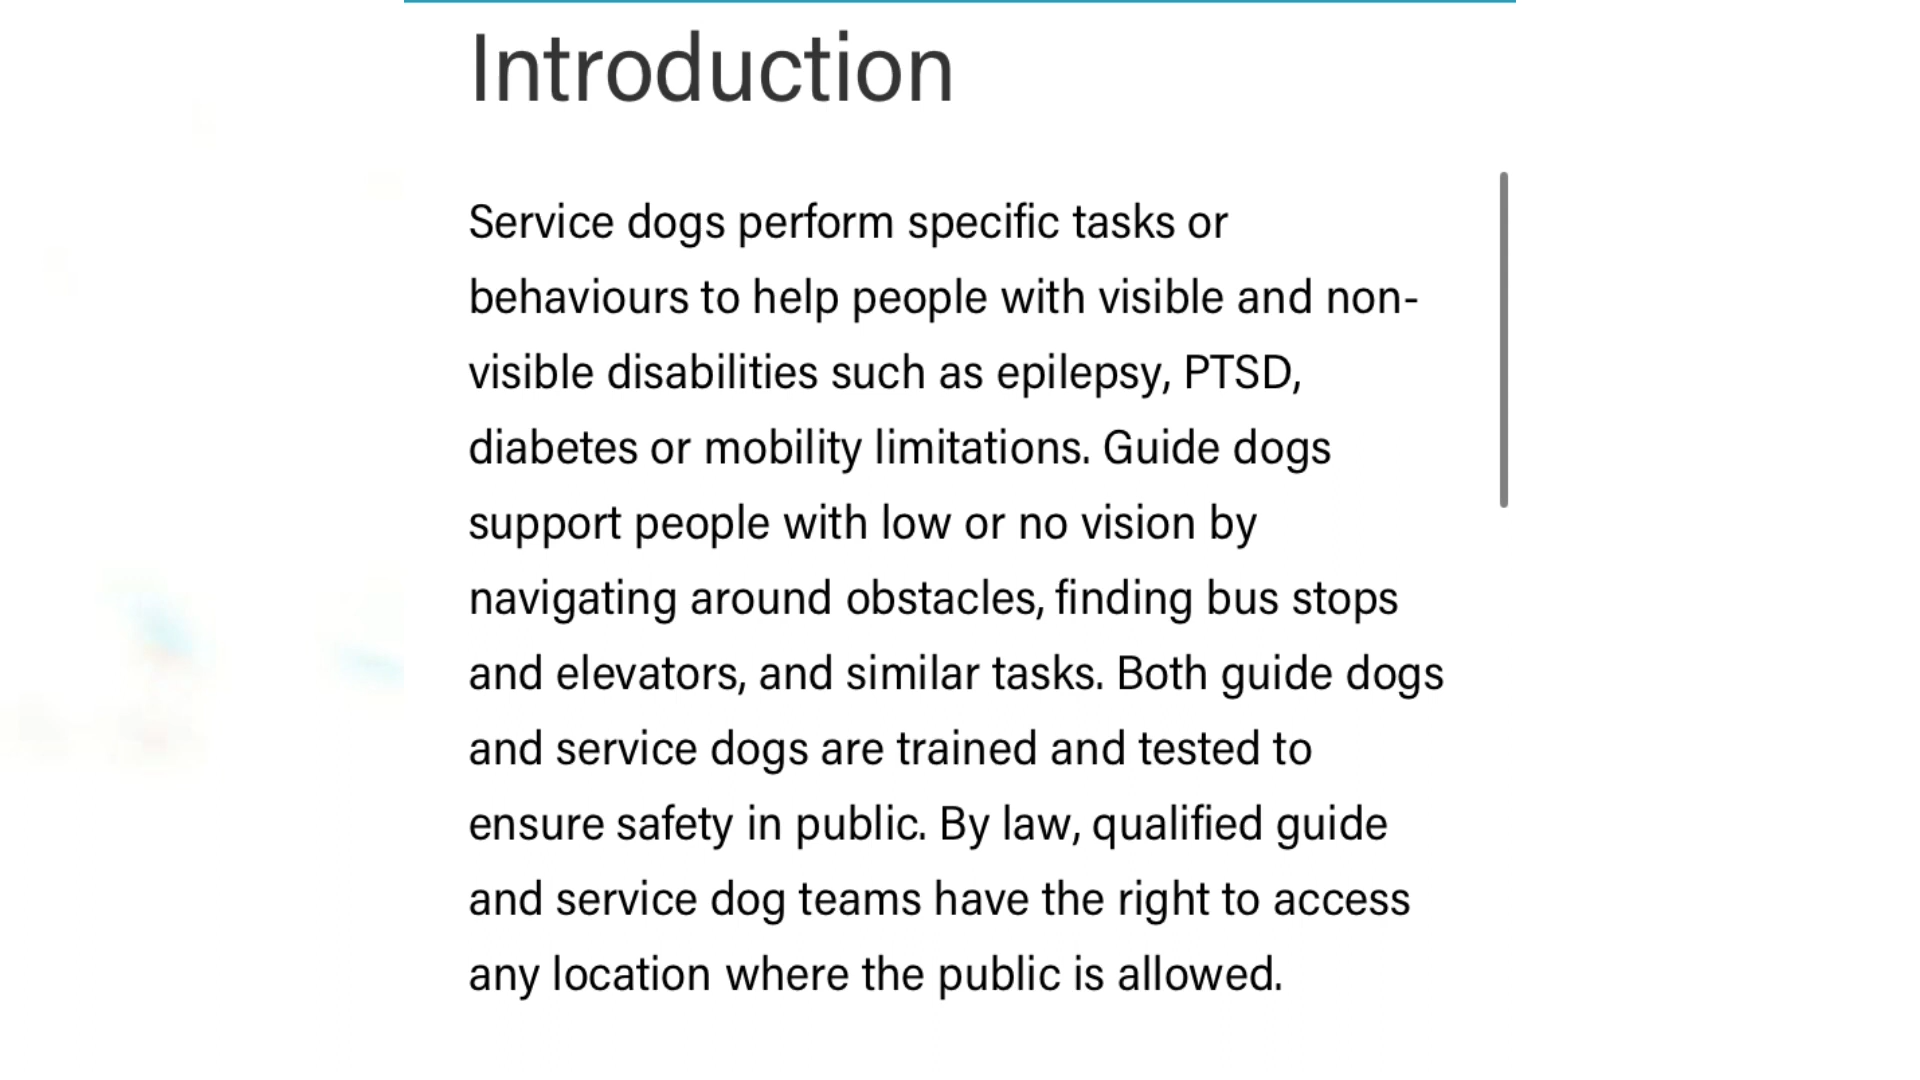 Introduction
Service dogs perform specific tasks or
behaviours to help people with visible and non-
visible disabilities such as epilepsy, PTSD,
diabetes or mobility limitations. Guide dogs
support people with low or no vision by
navigating around obstacles, finding bus stops
and elevators, and similar tasks. Both guide dogs
and service dogs are trained and tested to
ensure safety in public. By law, qualified guide
and service dog teams have the right to access
any location where the public is allowed.